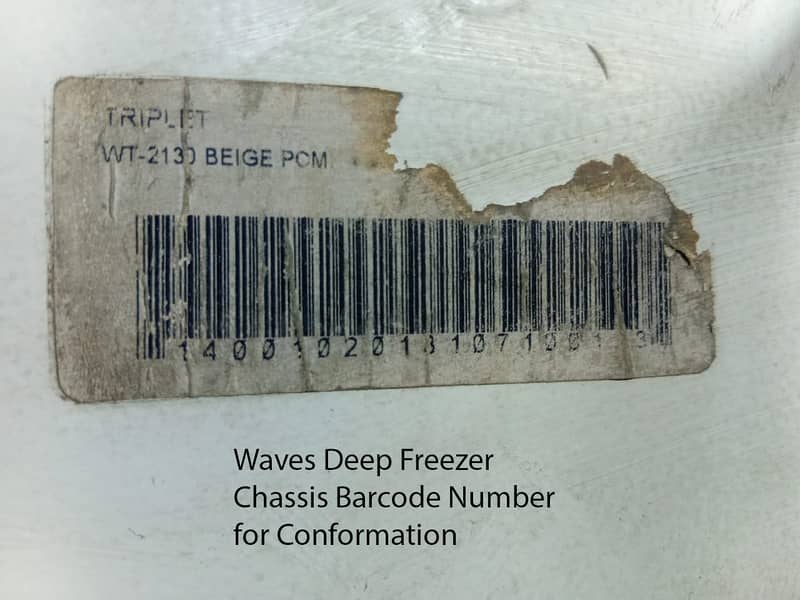 TRIPLET
WT-2130 BEIGE PCM
Waves Deep Freezer
Chassis Barcode Number
for Conformation